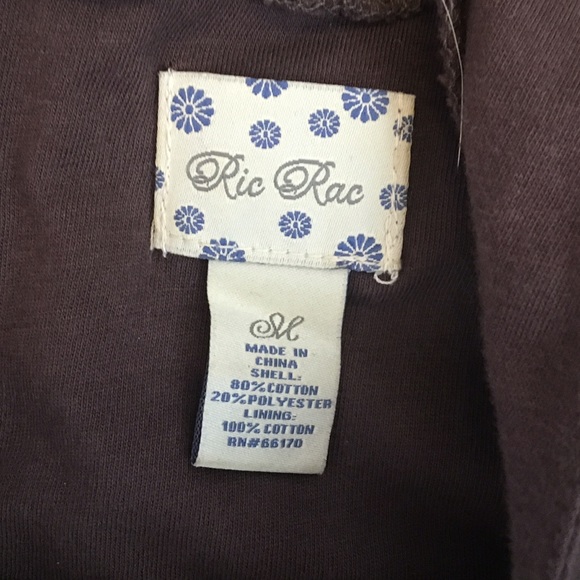 Ric Rac
M
MADE IN
CHINA
SHELL:
80% COTTON
20% POLYESTER
LINING:
100% COTTON
RN#66170